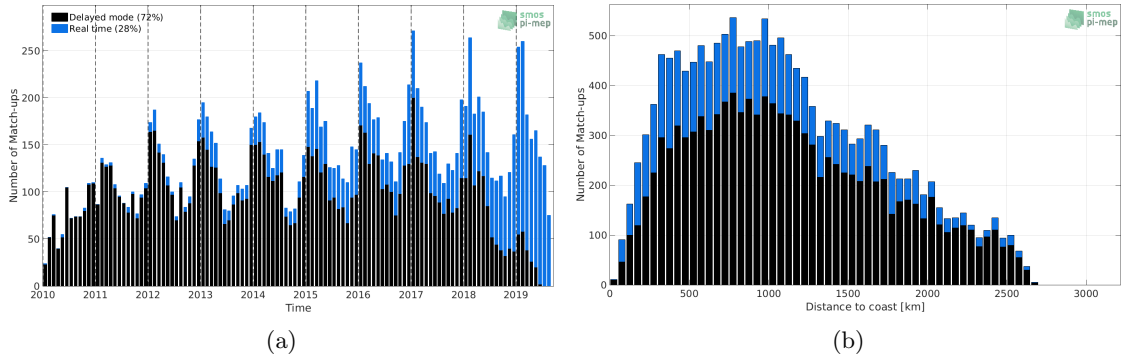 Delayed mode (72%)
Real time (28%)
smos
pi-mep
Number of Match-ups
250
200
150
100
50
0
2010 2011 2012 2013 2014 2015 2016 2017 2018 2019
Time
(a)
smos
pi-mep
Number of Match-ups
500
400
300
200
100
0
0 500 1000 1500 2000 2500 3000
Distance to coast [km]
(b)